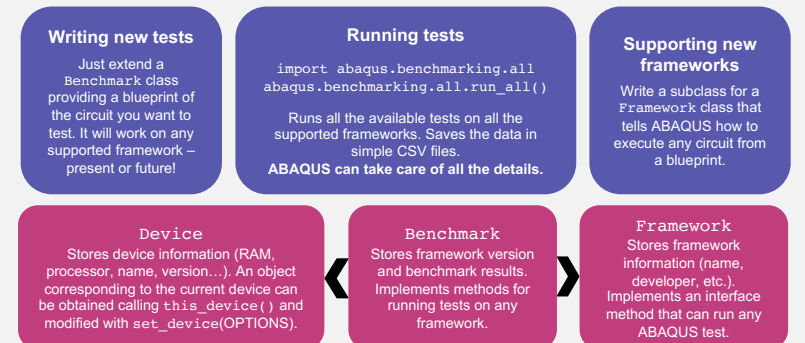 Writing new tests
Just extend a
Benchmark class
providing a blueprint of
the circuit you want to
test. It will work on any
supported framework –
present or future!
Running tests
import abaqus.benchmarking.all
abaqus.benchmarking.all.run_all()
Runs all the available tests on all the
supported frameworks. Saves the data in
simple CSV files.
ABAQUS can take care of all the details.
Supporting new
frameworks
Write a subclass for a
Framework class that
tells ABAQUS how to
execute any circuit from
a blueprint.
Device
Stores device information (RAM,
processor, name, version…). An object
corresponding to the current device can
be obtained calling this_device() and
modified with set_device(OPTIONS).
Benchmark
Stores framework version
and benchmark results.
Implements methods for
running tests on any
framework.
Framework
Stores framework
information (name,
developer, etc.).
Implements an interface
method that can run any
ABAQUS test.